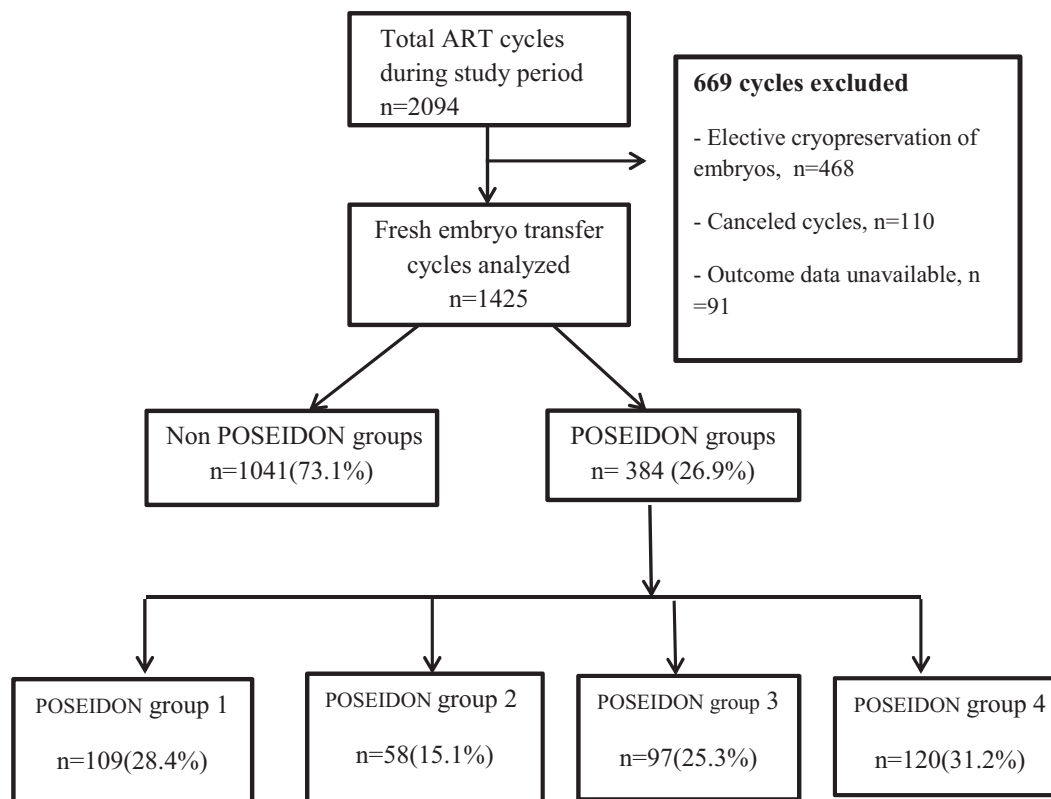 Total ART cycles
during study period
n=2094
669 cycles excluded
- Elective cryopreservation of
embryos, n=468
- Canceled cycles, n=110
- Outcome data unavailable, n
=91
Fresh embryo transfer
cycles analyzed
n=1425
Non POSEIDON groups
n=1041(73.1%)
POSEIDON groups
n= 384 (26.9%)
POSEIDON group 1
n=109(28.4%)
POSEIDON group 2
n=58(15.1%)
POSEIDON group 3
n=97(25.3%)
POSEIDON group 4
n=120(31.2%)